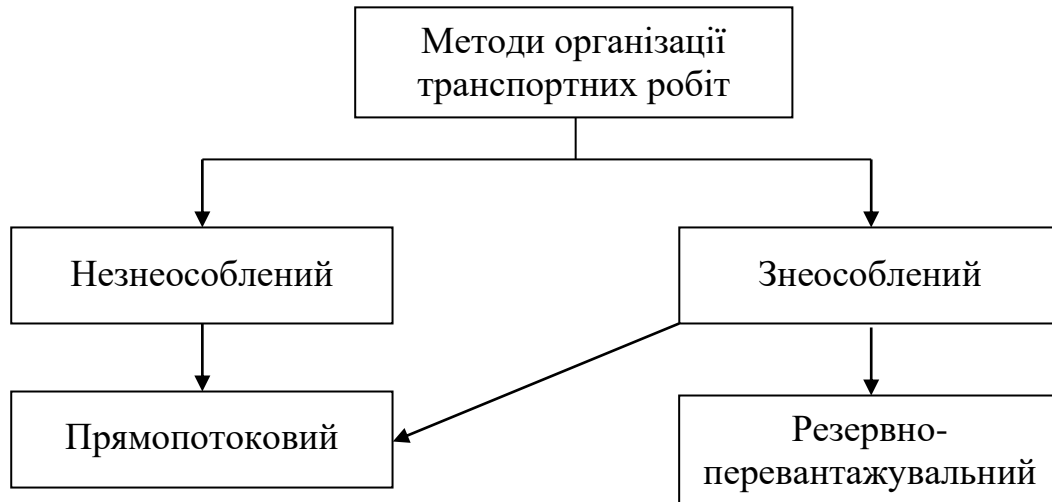 Методи організації
транспортних робіт
Незнеособлений
Знеособлений
Прямопотоковий
Резервно-
перевантажувальний